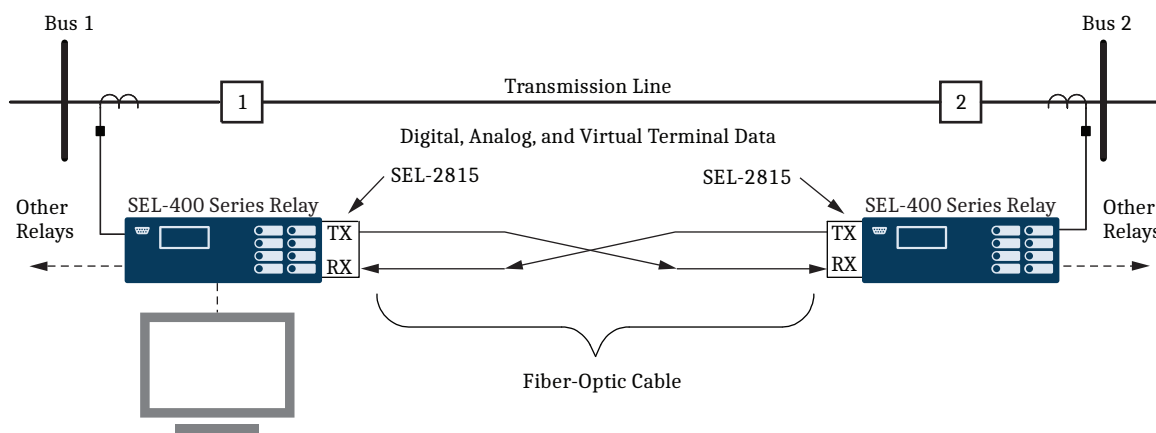 Bus 1
Bus 2
Transmission Line
1
2
Digital, Analog, and Virtual Terminal Data
SEL-2815
SEL-2815
Other
Relays
SEL-400 Series Relay
TX
RX
TX
RX
SEL-400 Series Relay
Other
Relays
Fiber-Optic Cable